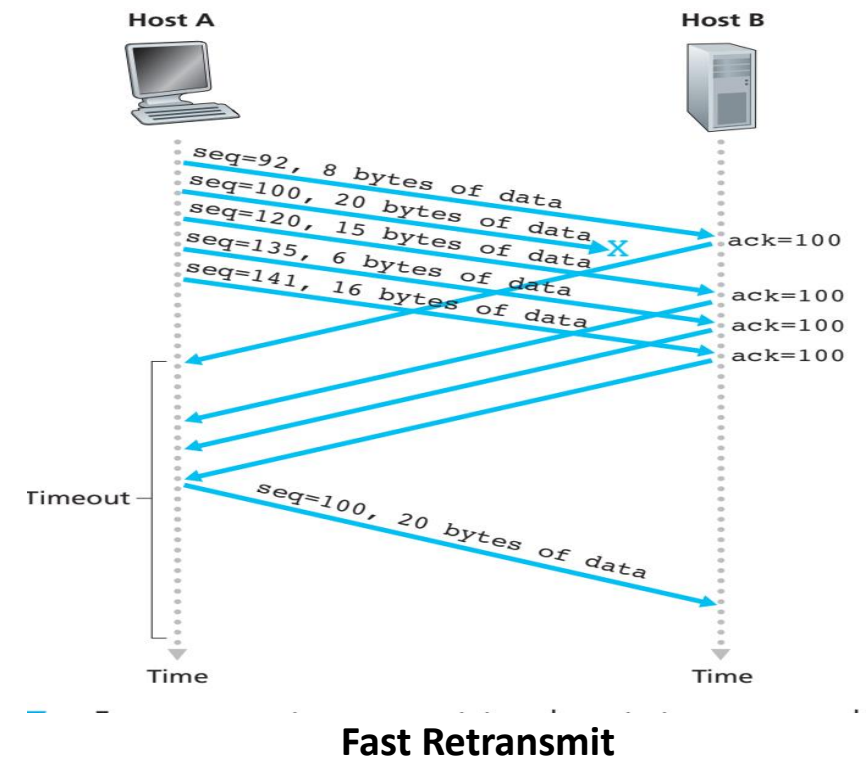 Host A
Host B
seq=92, 8 bytes of data
seq=100, 20 bytes of data
X
seq=120, 15 bytes of data
seq=135, 6 bytes of data
seq=141, 16 bytes of data
ack=100
ack=100
ack=100
ack=100
Timeout
seq=100, 20 bytes of data
Time
Time
Fast Retransmit